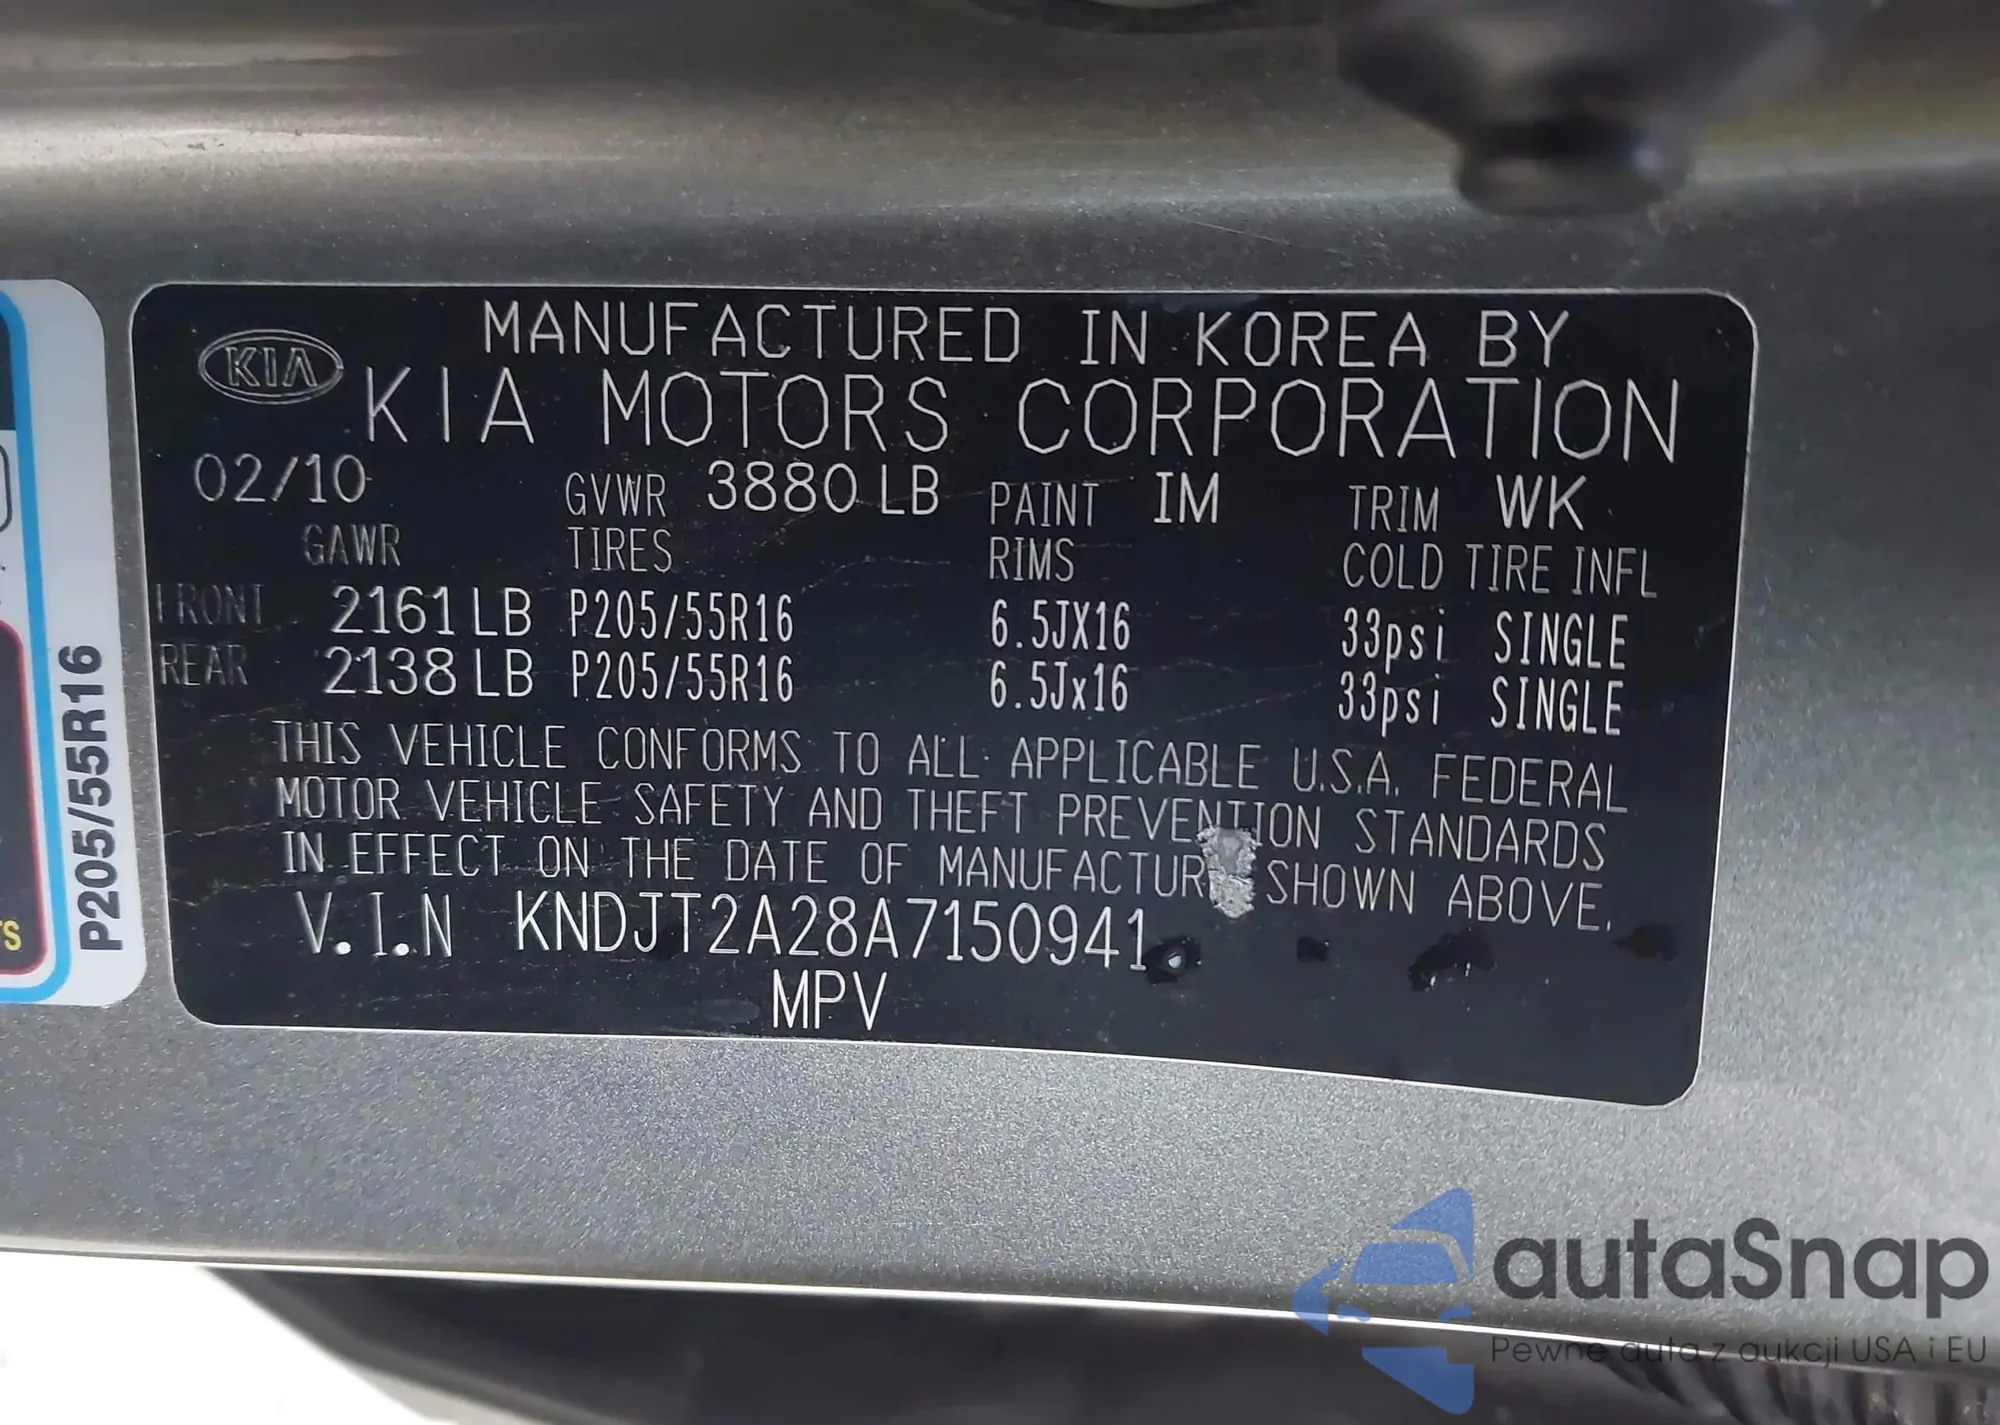 KIA
MANUFACTURED IN KOREA BY
KIA MOTORS CORPORATION
02/10 GVWR 3880 LB PAINT IM TRIM WK
GAWR TIRES RIMS COLD TIRE INFL
FRONT 2161 LB P205/55R16 6.5JX16 33psi SINGLE
REAR 2138 LB P205/55R16 6.5Jx16 33psi SINGLE
THIS VEHICLE CONFORMS TO ALL APPLICABLE U.S.A. FEDERAL
MOTOR VEHICLE SAFETY AND THEFT PREVENTION STANDARDS
IN EFFECT ON THE DATE OF MANUFACTUR SHOWN ABOVE.
V.I.N KNDJT2A28A7150941
MPV
P205/55R16
autaSnap
Pewne auta z aukcji USA i EU